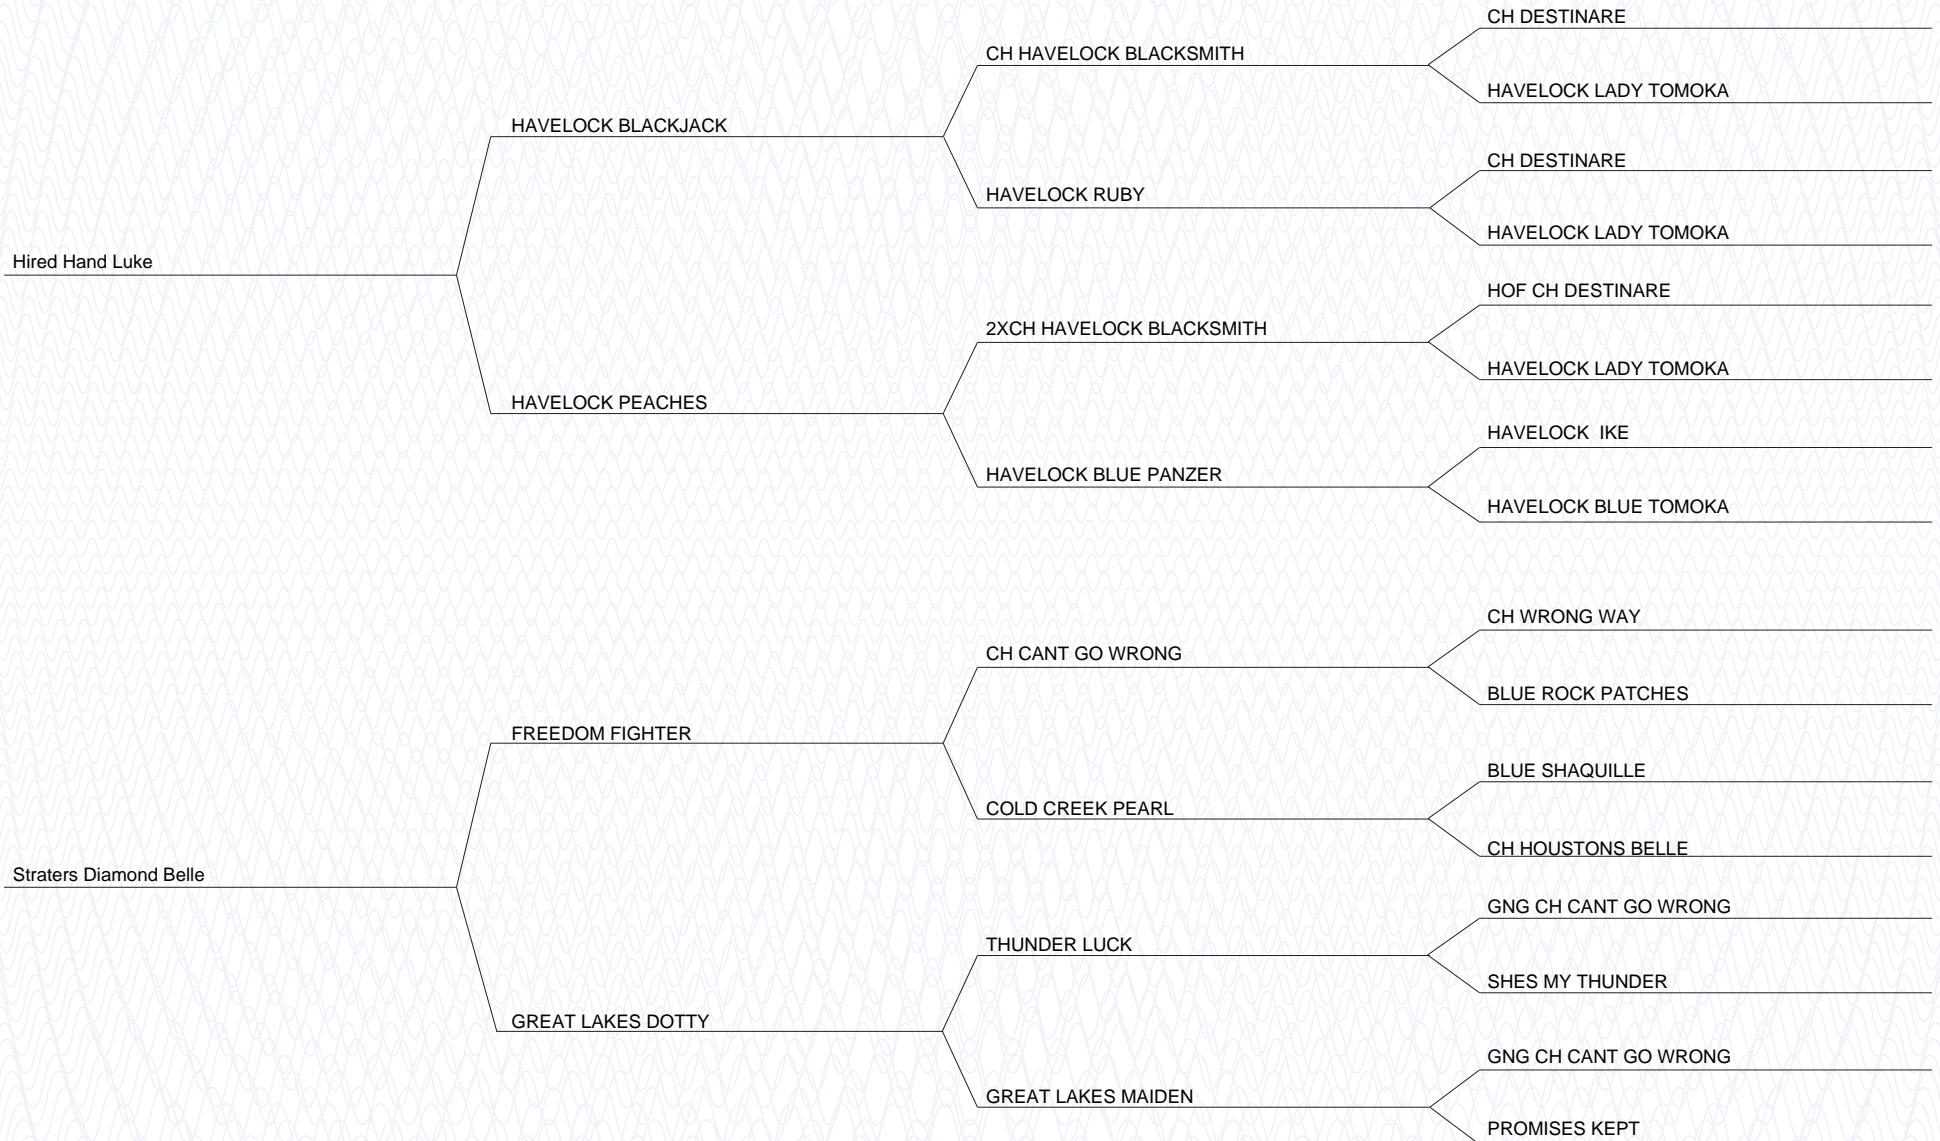 CH DESTINARE
CH HAVELOCK BLACKSMITH
HAVELOCK LADY TOMOKA
HAVELOCK BLACKJACK
CH DESTINARE
HAVELOCK RUBY
HAVELOCK LADY TOMOKA
Hired Hand Luke
HOF CH DESTINARE
2XCH HAVELOCK BLACKSMITH
HAVELOCK LADY TOMOKA
HAVELOCK PEACHES
HAVELOCK  IKE
HAVELOCK BLUE PANZER
HAVELOCK BLUE TOMOKA
CH WRONG WAY
CH CANT GO WRONG
BLUE ROCK PATCHES
FREEDOM FIGHTER
BLUE SHAQUILLE
COLD CREEK PEARL
CH HOUSTONS BELLE
Straters Diamond Belle
GNG CH CANT GO WRONG
THUNDER LUCK
SHES MY THUNDER
GREAT LAKES DOTTY
GNG CH CANT GO WRONG
GREAT LAKES MAIDEN
PROMISES KEPT